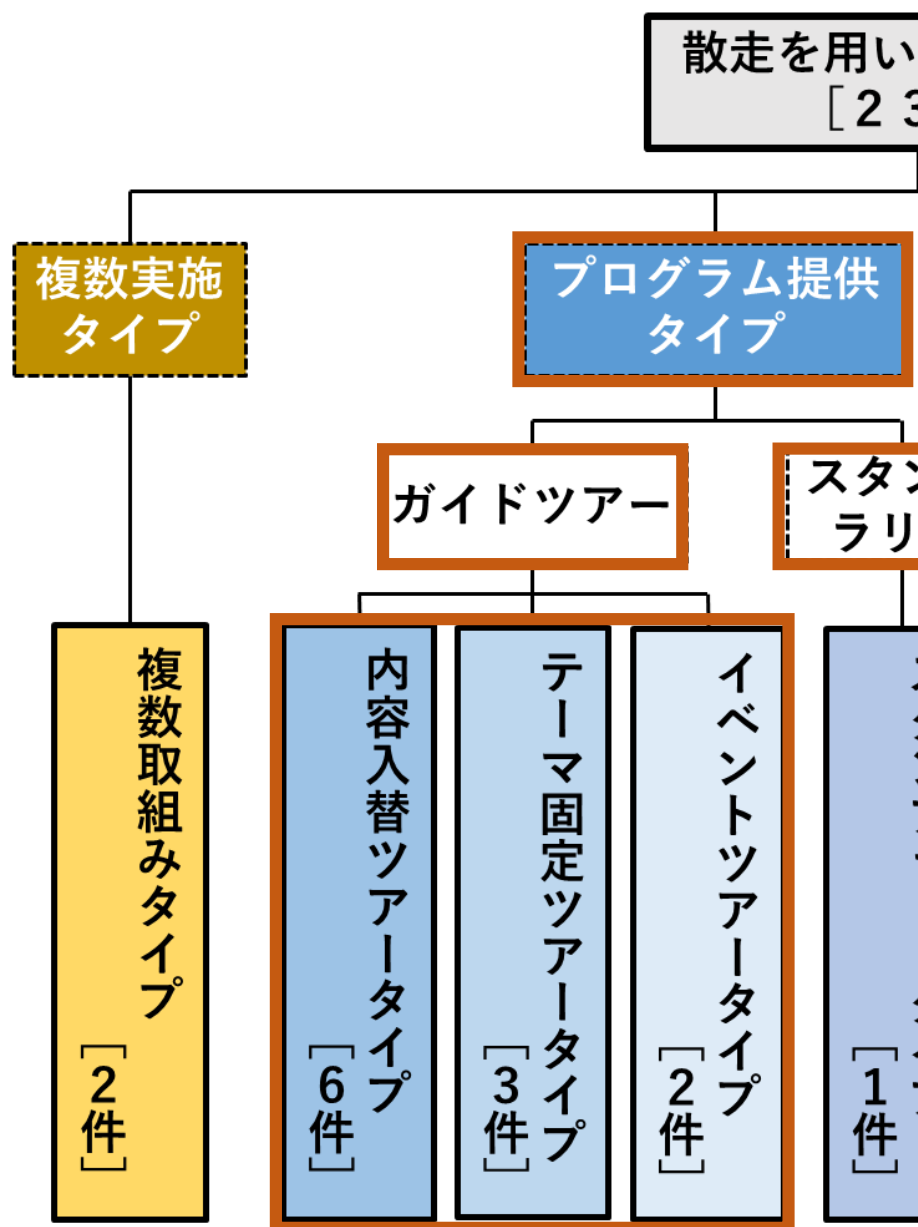 散走を用い
［２３
複数実施
タイプ
プログラム提供
タイプ
ガイドツアー
スタン
ラリ
複数取組みタイプ
［2件］
内容入替ツアータイプ
［6件］
テーマ固定ツアータイプ
［3件］
イベントツアータイプ
［2件］
［1件］